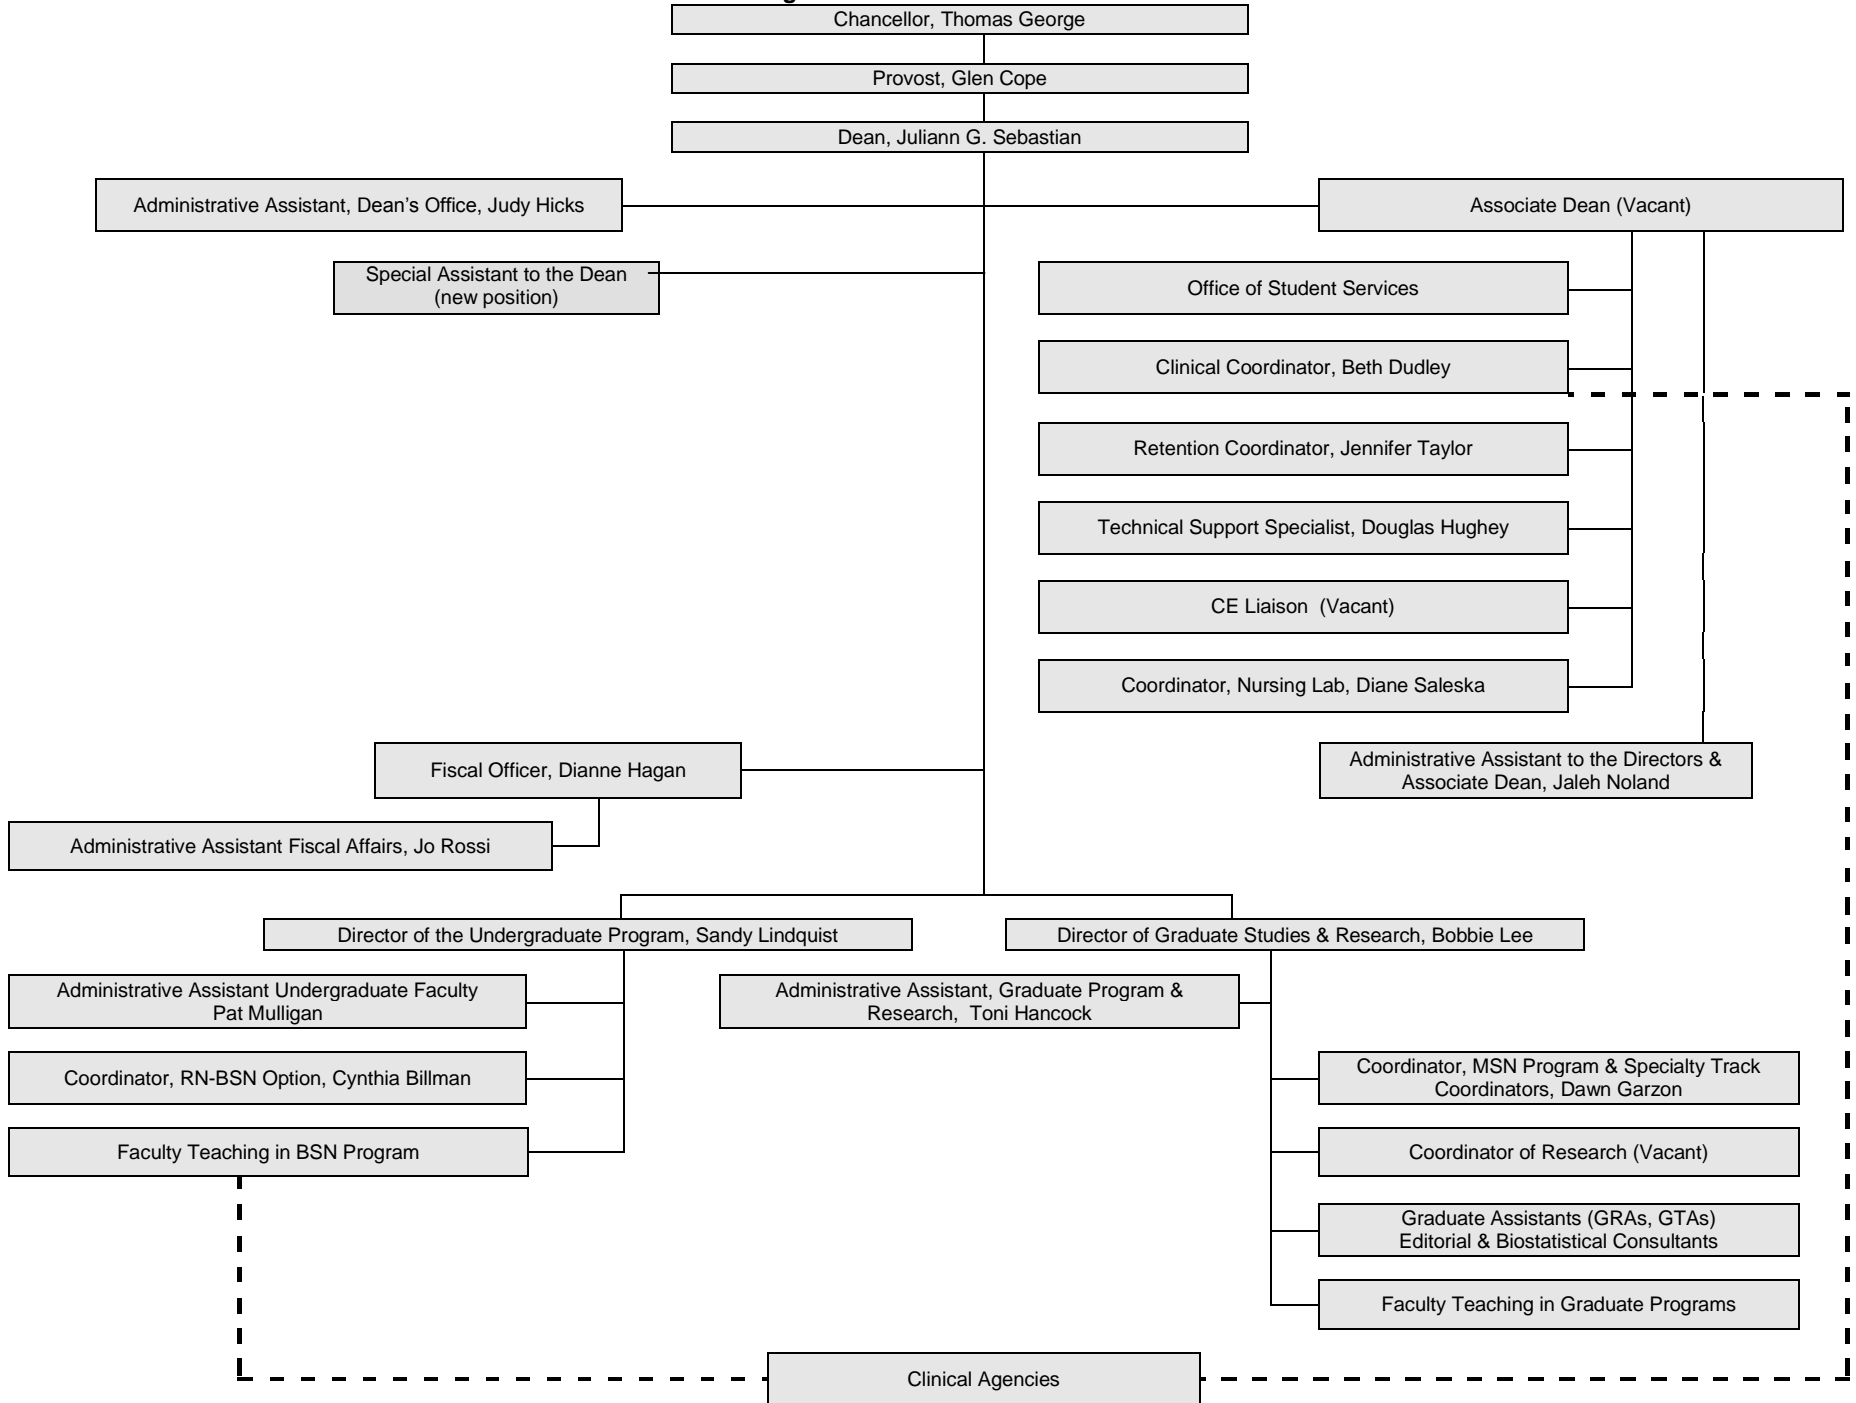 Chancellor, Thomas George
Provost, Glen Cope
Dean, Juliann G. Sebastian
Administrative Assistant, Dean’s Office, Judy Hicks
Associate Dean (Vacant)
Special Assistant to the Dean
(new position)
Office of Student Services
Clinical Coordinator, Beth Dudley
Retention Coordinator, Jennifer Taylor
Technical Support Specialist, Douglas Hughey
CE Liaison  (Vacant)
Coordinator, Nursing Lab, Diane Saleska
Fiscal Officer, Dianne Hagan
Administrative Assistant to the Directors &
Associate Dean, Jaleh Noland
Administrative Assistant Fiscal Affairs, Jo Rossi
Director of the Undergraduate Program, Sandy Lindquist
Director of Graduate Studies & Research, Bobbie Lee
Administrative Assistant Undergraduate Faculty
Pat Mulligan
Administrative Assistant, Graduate Program &
Research,  Toni Hancock
Coordinator, RN-BSN Option, Cynthia Billman
Coordinator, MSN Program & Specialty Track
Coordinators, Dawn Garzon
Faculty Teaching in BSN Program
Coordinator of Research (Vacant)
Graduate Assistants (GRAs, GTAs)
Editorial & Biostatistical Consultants
Faculty Teaching in Graduate Programs
Clinical Agencies